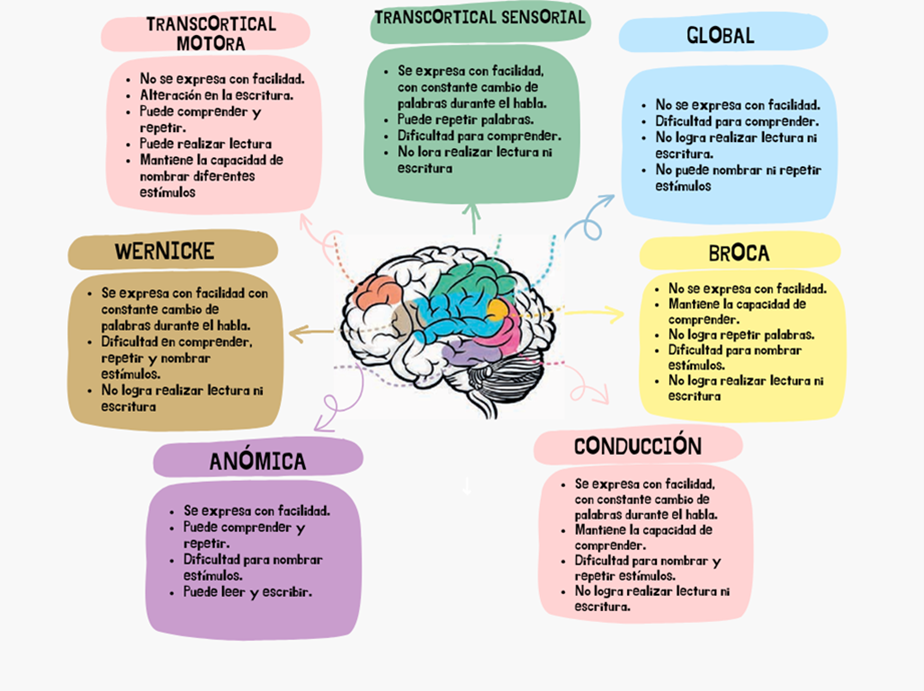 TRANSCORTICAL
MOTORA
• No se expresa con facilidad.
• Alteración en la escritura.
• Puede comprender y
repetir.
• Puede realizar lectura
• Mantiene la capacidad de
nombrar diferentes
estímulos
TRANSCORTICAL SENSORIAL
• Se expresa con facilidad,
con constante cambio de
palabras durante el habla.
• Puede repetir palabras.
• Dificultad para comprender.
• No lora realizar lectura ni
escritura
GLOBAL
• No se expresa con facilidad.
• Dificultad para comprender.
• No logra realizar lectura ni
escritura.
• No puede nombrar ni repetir
estímulos
WERNICKE
• Se expresa con facilidad con
constante cambio de
palabras durante el habla.
• Dificultad en comprender,
repetir y nombrar
estímulos.
• No logra realizar lectura ni
escritura
BROCA
• No se expresa con facilidad.
• Mantiene la capacidad de
comprender.
• No logra repetir palabras.
• Dificultad para nombrar
estímulos.
• No logra realizar lectura ni
escritura
ANÓMICA
• Se expresa con facilidad.
• Puede comprender y
repetir.
• Dificultad para nombrar
estímulos.
• Puede leer y escribir.
CONDUCCIÓN
• Se expresa con facilidad,
con constante cambio de
palabras durante el habla.
• Mantiene la capacidad de
comprender.
• Dificultad para nombrar y
repetir estímulos.
• No logra realizar lectura ni
escritura.